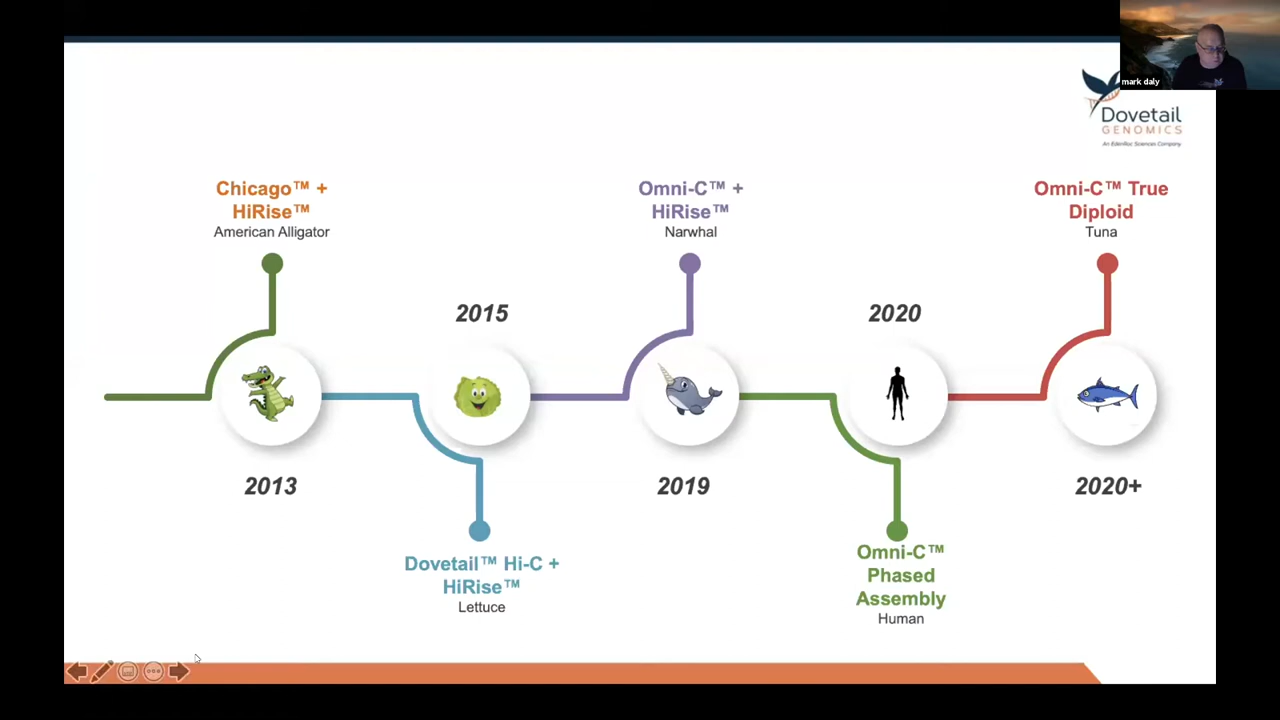 mark daly
Dovetail
GENOMICS
An EdenRoc Sciences Company
Chicago™ +
HiRise™
American Alligator
Omni-C™ +
HiRise™
Narwhal
Omni-C™ True
Diploid
Tuna
2015
2020
2013
2019
2020+
Dovetail™ Hi-C +
HiRise™
Lettuce
Omni-C™
Phased
Assembly
Human